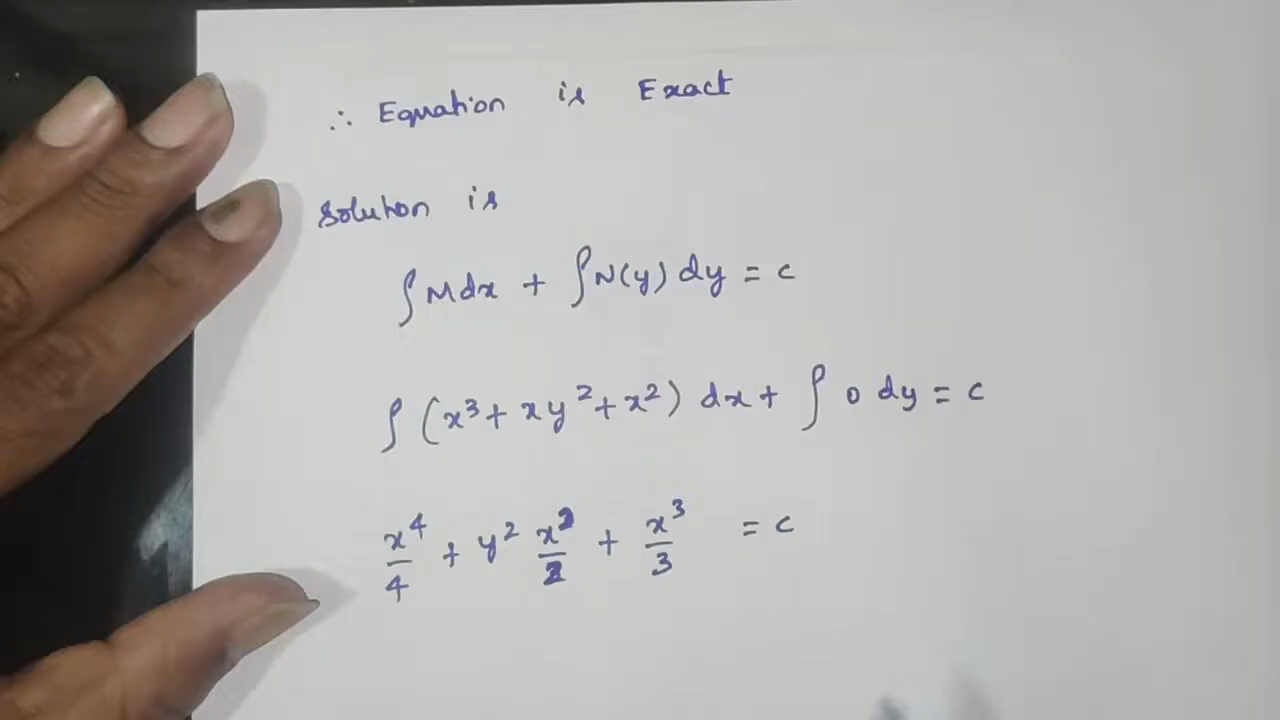 ∴ Equation is Exact
Solution is
∫Mdx + ∫N(y) dy = c
∫(x³ + xy² + x²) dx + ∫ 0 dy = c
x⁴/4 + y² x²/2 + x³/3 = c